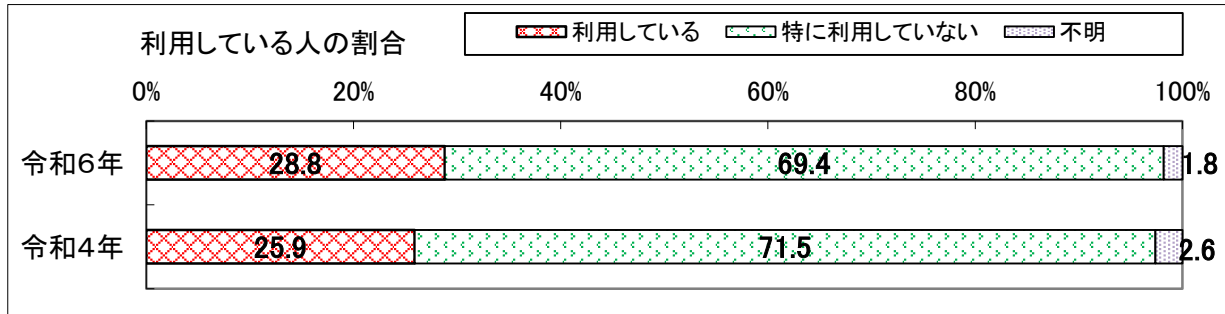 利用している人の割合
利用している 特に利用していない 不明
0% 20% 40% 60% 80% 100%
令和6年 28.8 69.4 1.8
令和4年 25.9 71.5 2.6